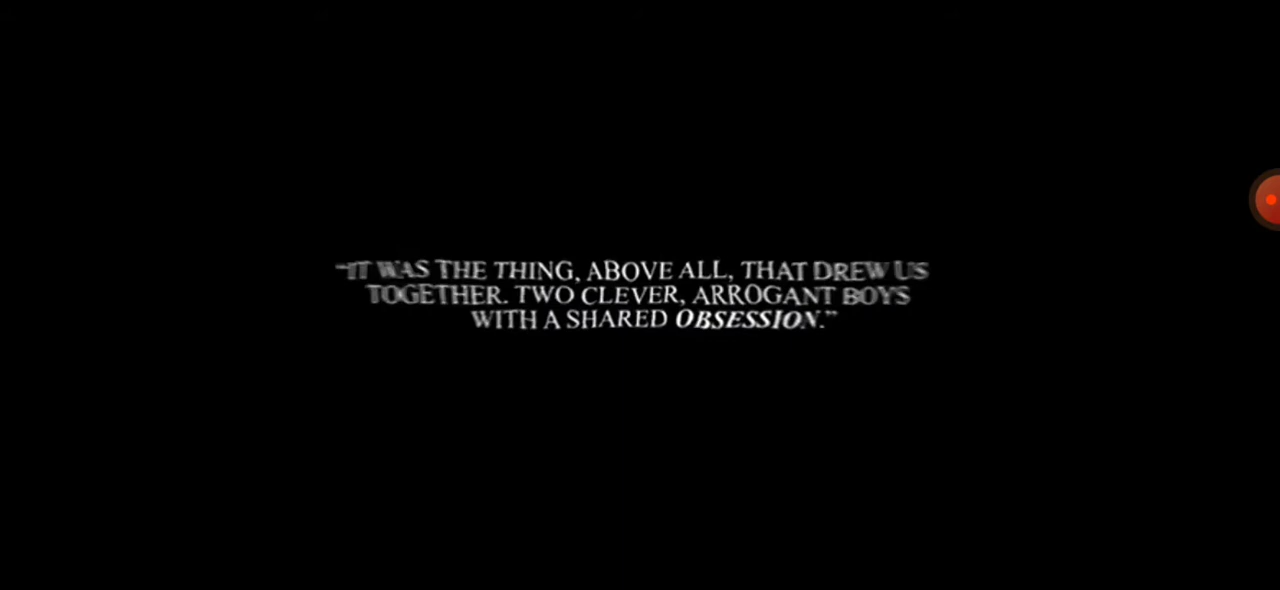 “IT WAS THE THING, ABOVE ALL, THAT DREW US
TOGETHER. TWO CLEVER, ARROGANT BOYS
WITH A SHARED OBSESSION.”